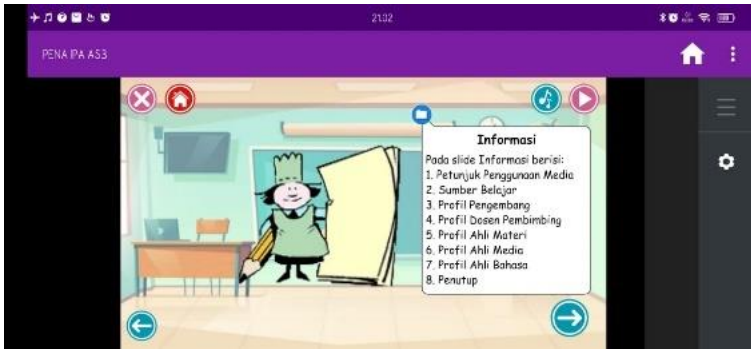 21:02
PENA IPA AS3
Informasi
Pada slide Informasi berisi:
1. Petunjuk Penggunaan Media
2. Sumber Belajar
3. Profil Pengembang
4. Profil Dosen Pembimbing
5. Profil Ahli Materi
6. Profil Ahli Media
7. Profil Ahli Bahasa
8. Penutup